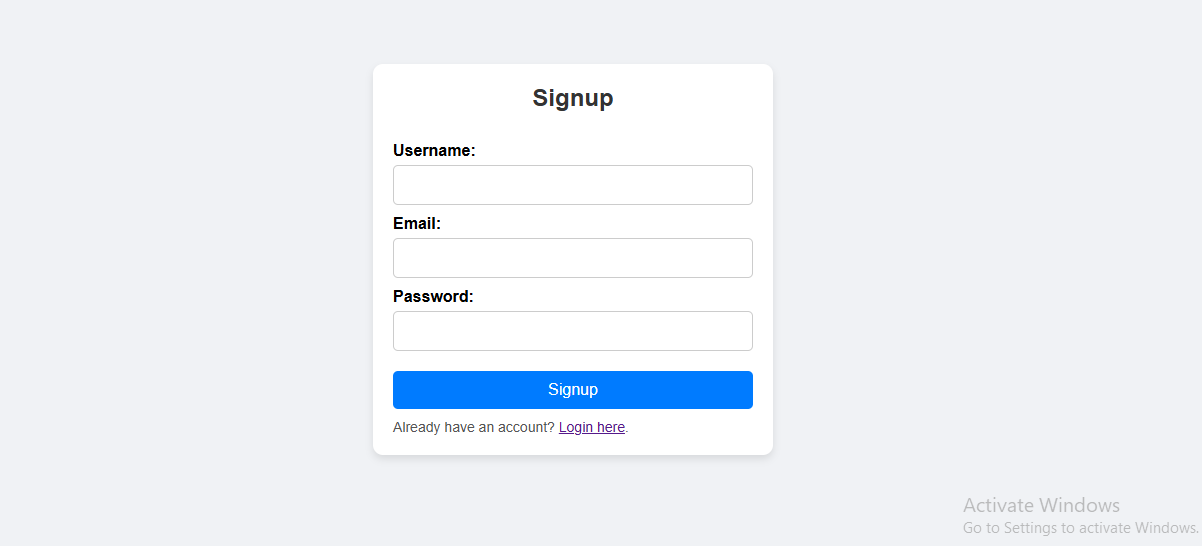 Signup
Username:
Email:
Password:
Signup
Already have an account? Login here.
Activate Windows
Go to Settings to activate Windows.